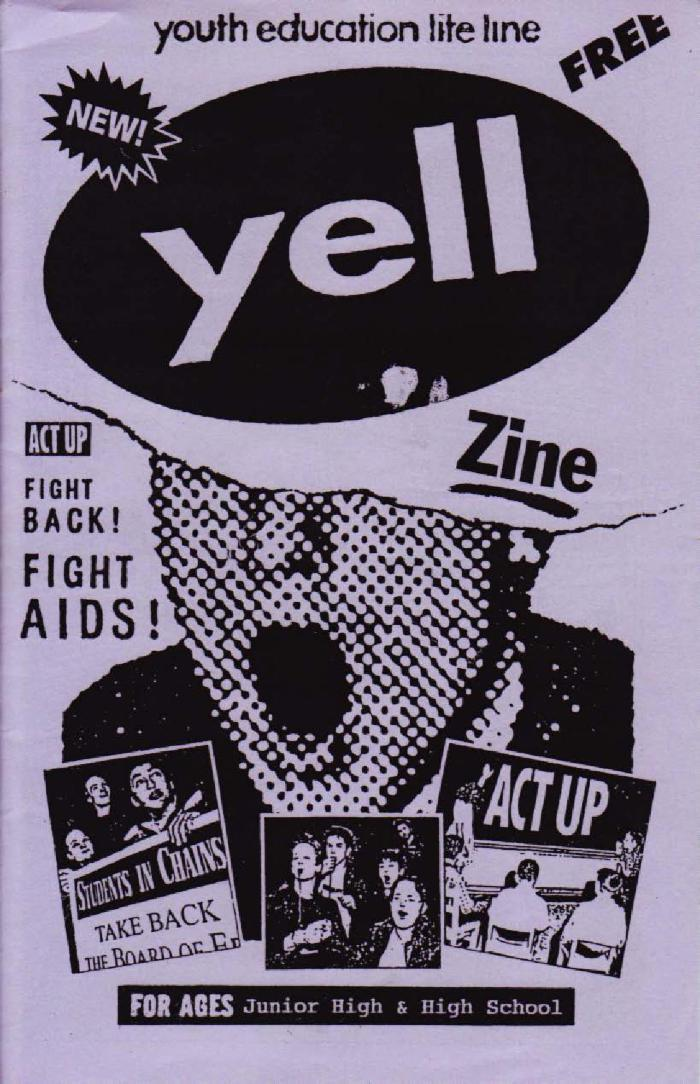 youth education life line
FREE
NEW!
yell
Zine
ACT UP
FIGHT
BACK!
FIGHT
AIDS!
STUDENTS IN CHAINS
TAKE BACK
THE BOARD OF
ACT UP
FOR AGES Junior High & High School